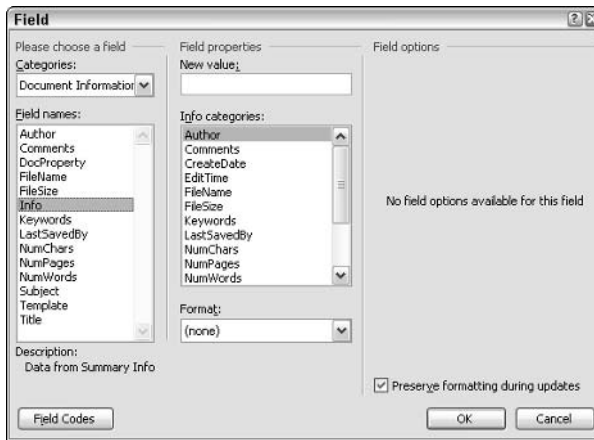 Field
Please choose a field
Categories:
Document Information
Field names:
Author
Comments
DocProperty
FileName
FileSize
Info
Keywords
LastSavedBy
NumChars
NumPages
NumWords
Subject
Template
Title
Description:
Data from Summary Info
Field Codes
Field properties
New value:
Info categories:
Author
Comments
CreateDate
EditTime
FileName
FileSize
Keywords
LastSavedBy
NumChars
NumPages
NumWords
Format:
(none)
Field options
No field options available for this field
Preserve formatting during updates
OK
Cancel